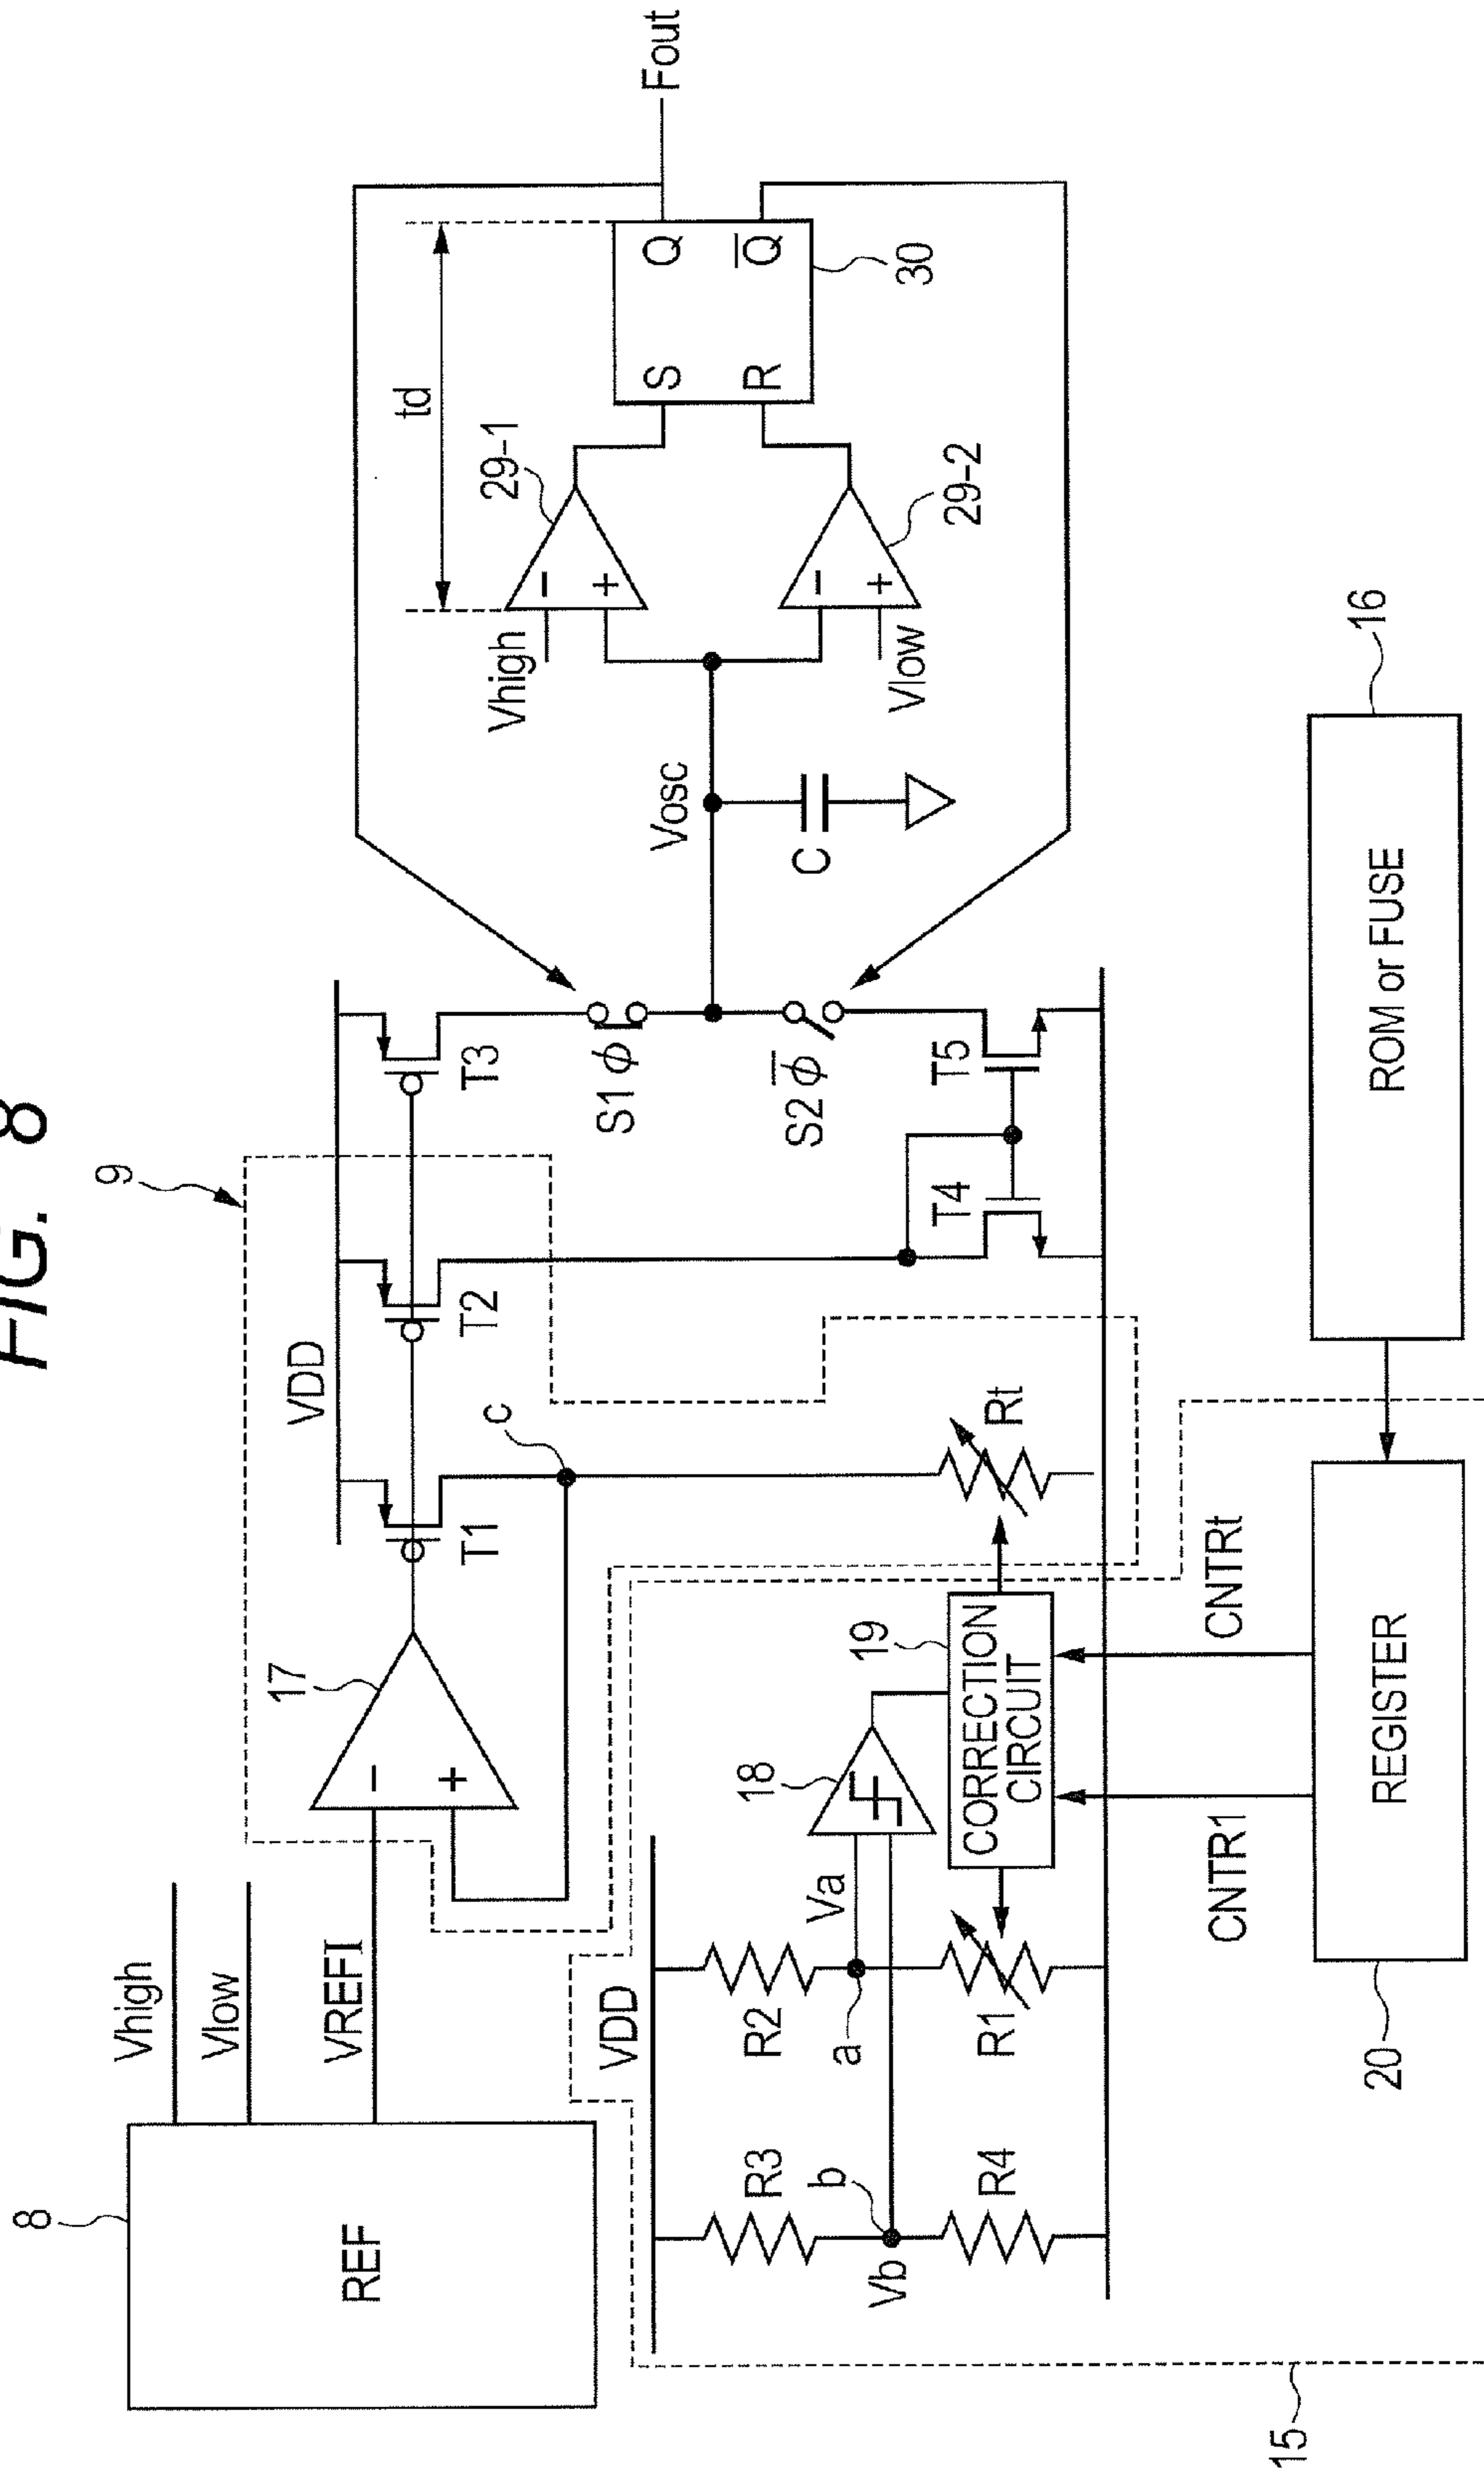 FIG. 8
8
REF
Vhigh
Vlow
VREFI
17
−
+
9
VDD
T1
T2
T3
c
Rt
T4
T5
S1 ϕ
S2 ϕ̅
Vosc
C
Vhigh
−
+
29-1
−
+
Vlow
29-2
td
S
R
Q
Q̅
30
Fout
VDD
R3
R2
b
Vb
a
Va
R4
R1
18
19
CORRECTION
CIRCUIT
CNTR1
CNTRt
15
20
REGISTER
ROM or FUSE
16